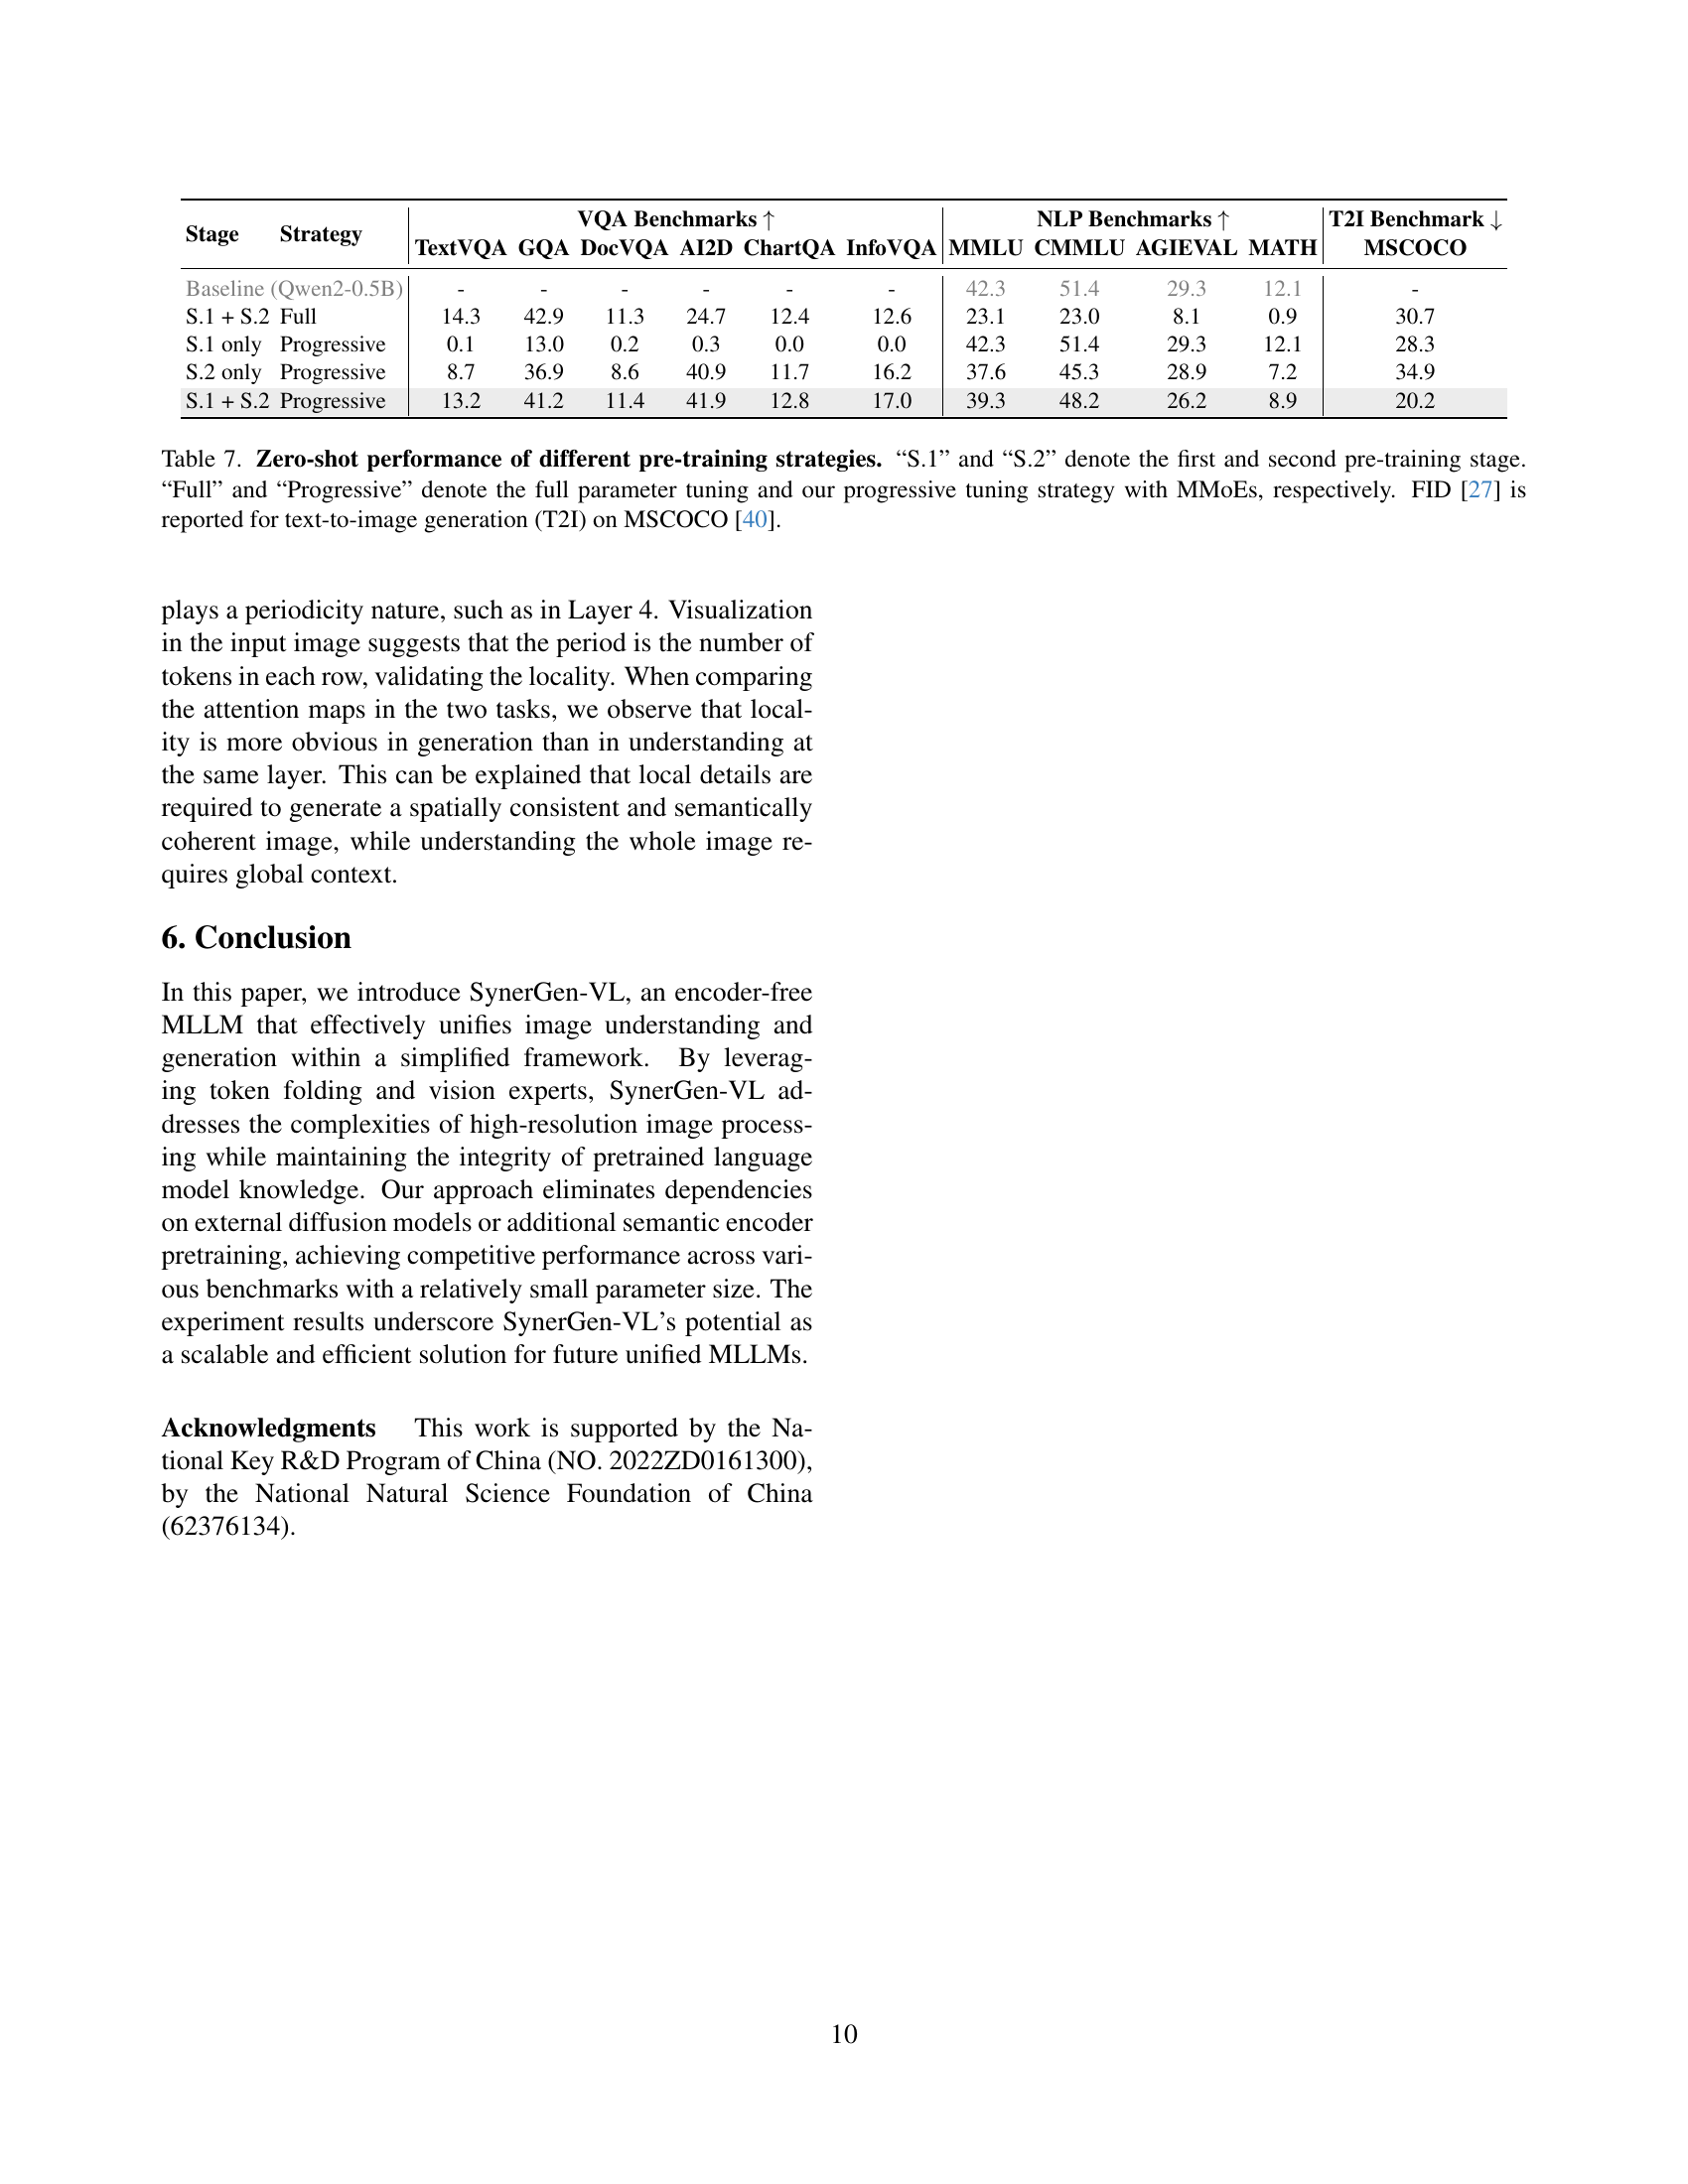 Stage Strategy VQA Benchmarks ↑ NLP Benchmarks ↑ T2I Benchmark ↓
TextVQA GQA DocVQA AI2D ChartQA InfoVQA MMLU CMMLU AGIEVAL MATH MSCOCO
Baseline (Qwen2-0.5B) - - - - - - 42.3 51.4 29.3 12.1 -
S.1 + S.2 Full 14.3 42.9 11.3 24.7 12.4 12.6 23.1 23.0 8.1 0.9 30.7
S.1 only Progressive 0.1 13.0 0.2 0.3 0.0 0.0 42.3 51.4 29.3 12.1 28.3
S.2 only Progressive 8.7 36.9 8.6 40.9 11.7 16.2 37.6 45.3 28.9 7.2 34.9
S.1 + S.2 Progressive 13.2 41.2 11.4 41.9 12.8 17.0 39.3 48.2 26.2 8.9 20.2
Table 7. Zero-shot performance of different pre-training strategies. “S.1” and “S.2” denote the first and second pre-training stage.
“Full” and “Progressive” denote the full parameter tuning and our progressive tuning strategy with MMoEs, respectively. FID [27] is
reported for text-to-image generation (T2I) on MSCOCO [40].
plays a periodicity nature, such as in Layer 4. Visualization
in the input image suggests that the period is the number of
tokens in each row, validating the locality. When comparing
the attention maps in the two tasks, we observe that local-
ity is more obvious in generation than in understanding at
the same layer. This can be explained that local details are
required to generate a spatially consistent and semantically
coherent image, while understanding the whole image re-
quires global context.
6. Conclusion
In this paper, we introduce SynerGen-VL, an encoder-free
MLLM that effectively unifies image understanding and
generation within a simplified framework. By leverag-
ing token folding and vision experts, SynerGen-VL ad-
dresses the complexities of high-resolution image process-
ing while maintaining the integrity of pretrained language
model knowledge. Our approach eliminates dependencies
on external diffusion models or additional semantic encoder
pretraining, achieving competitive performance across vari-
ous benchmarks with a relatively small parameter size. The
experiment results underscore SynerGen-VL’s potential as
a scalable and efficient solution for future unified MLLMs.
Acknowledgments This work is supported by the Na-
tional Key R&D Program of China (NO. 2022ZD0161300),
by the National Natural Science Foundation of China
(62376134).
10